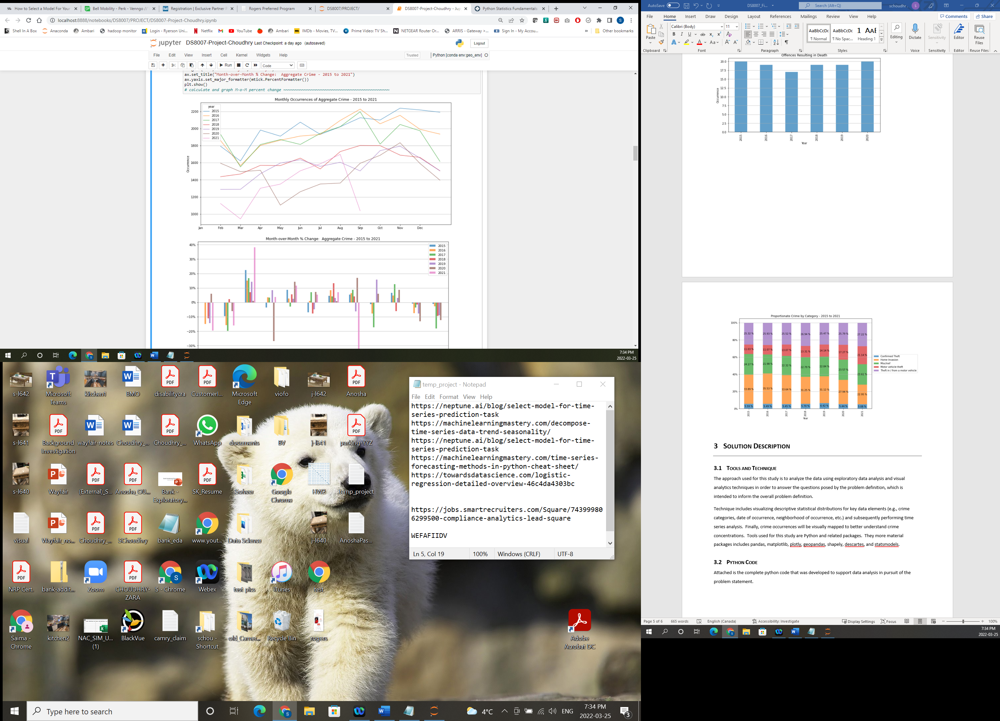 How to Select a Model For Your
Bell Mobility - Perk - Venngo //
Registration | Exclusive Partner
Rogers Preferred Program
DS8007/PROJECT/
DS8007-Project-Choudhry - Jup
Python Statistics Fundamentals
localhost:8888/notebooks/DS8007/PROJECT/DS8007-Project-Choudhry.ipynb
Shell In A Box Anaconda Ambari hadoop monitor Login - Ryerson Uni... Netflix YouTube Ambari IMDb - Movies, TV... Prime Video: TV Sh... NETGEAR Router Or... ARRIS - Gateway >... Sign In - My Accou... » Other bookmarks
jupyter DS8007-Project-Choudhry Last Checkpoint: a day ago (autosaved)
Logout
File Edit View Insert Cell Kernel Widgets Help
Trusted Python [conda env:geo_env]
Run Code
ax.set_title("Month-over-Month % Change:  Aggregate Crime - 2015 to 2021")
ax.yaxis.set_major_formatter(mtick.PercentFormatter())
plt.show()
# calculate and graph M-o-M percent change
Monthly Occurrences of Aggregate Crime - 2015 to 2021
year
2015
2016
2017
2018
2019
2020
2021
2200
2000
1800
1600
1400
1200
1000
Occurrence
Jan Feb Mar Apr May Jun Jul Aug Sep Oct Nov Dec
Month-over-Month % Change:  Aggregate Crime - 2015 to 2021
40%
30%
20%
10%
0%
−10%
−20%
−30%
2015
2016
2017
2018
2019
2020
2021
7:34 PM
2022-03-25
AutoSave DS8007_Fi... Search (Alt+Q) schoudhr . S
File Home Insert Draw Design Layout References Mailings Review View Help Comments Share
Calibri (Body) 11
AaBbCcDc AaBbCcDc 1 AAE
¶ Normal ¶ No Spac... Heading 1
Paste Editing Dictate Sensitivity Editor Reuse Files
Clipboard Font Paragraph Styles Voice Sensitivity Editor Reuse Files
Offences Resulting in Death
20.0
17.5
15.0
12.5
10.0
7.5
5.0
2.5
0.0
Occurrence
2015 2016 2017 2018 2019 2020
Year
Proportionate Crime by Category - 2015 to 2021
100%
80%
60%
40%
20%
0%
25.32 % 25.93 % 25.52 % 26.94 % 25.47 % 25.79 % 27.22 %
11.03 % 11.07 % 13.07 % 13.31 % 14.14 % 17.27 % 21.14 %
24.17 % 21.98 % 22.32 % 22.79 % 22.84 % 23.57 % 23.61 %
33.89 % 35.53 % 33.64 % 31.25 % 31.12 % 27.94 % 22.95 %
5.59 % 5.49 % 5.45 % 5.70 % 6.42 % 5.44 % 5.08 %
2015 2016 2017 2018 2019 2020 2021
Year
Confirmed Theft
Home Invasion
Mischief
Motor vehicle theft
Theft in / from a motor vehicle
3 SOLUTION DESCRIPTION
3.1 TOOLS AND TECHNIQUE
The approach used for this study is to analyze the data using exploratory data analysis and visual
analytics techniques in order to answer the questions posed by the problem definition, which is
intended to inform the overall problem definition.
Technique includes visualizing descriptive statistical distributions for key data elements (e.g., crime
categories, date of occurrence, neighborhood of occurrence, etc.) and subsequently performing time
series analysis.  Finally, crime occurrences will be visually mapped to better understand crime
concentrations.  Tools used for this study are Python and related packages.  They more material
packages includes pandas, matplotlib, plotly, geopandas, shapely, descartes, and statsmodels.
3.2 PYTHON CODE
Attached is the complete python code that was developed to support data analysis in pursuit of the
problem statement.
Page 5 of 6 665 words English (Canada) Accessibility: Investigate Display Settings Focus 100%
7:34 PM
2022-03-25
s-l642 Microsoft Teams kitchen1 BMO disabilitycra CustomerI... Microsoft Edge viofo j-l642 Anosha
s-l641 Background Investigation wayfair-notes Choudhry_... Choudhry_... WhatsApp documents BV j-l641 parking-YYZ
s-l640 Wayfair (External)_S... Anosha_OU... Bank - Exploratory... SK_Resume Soheer Google Chrome HW2 temp_project
visual Wayfair_no... Choudhry_... SChoudhry bank_eda www.yout... Data Science j-l640 AnoshaPas...
NRP Cert. bank-addit... Zoom CHOUDHRY-ZARA S - Chrome Webex test pics iTunes test
Saima - Chrome kitchen2 NAC_SIM_U... (1) BlackVue camry_claim schou - Shortcut old_Camer... Recycle Bin rogers Adobe Acrobat DC
temp_project - Notepad
File Edit Format View Help
https://neptune.ai/blog/select-model-for-time-
series-prediction-task
https://machinelearningmastery.com/decompose-
time-series-data-trend-seasonality/
https://neptune.ai/blog/select-model-for-time-
series-prediction-task
https://machinelearningmastery.com/time-series-
forecasting-methods-in-python-cheat-sheet/
https://towardsdatascience.com/logistic-
regression-detailed-overview-46c4da4303bc
https://jobs.smartrecruiters.com/Square/74399980
6299500-compliance-analytics-lead-square
WEFAFIIDV
Ln 5, Col 19 100% Windows (CRLF) UTF-8
Type here to search
4°C ENG
7:34 PM
2022-03-25
3